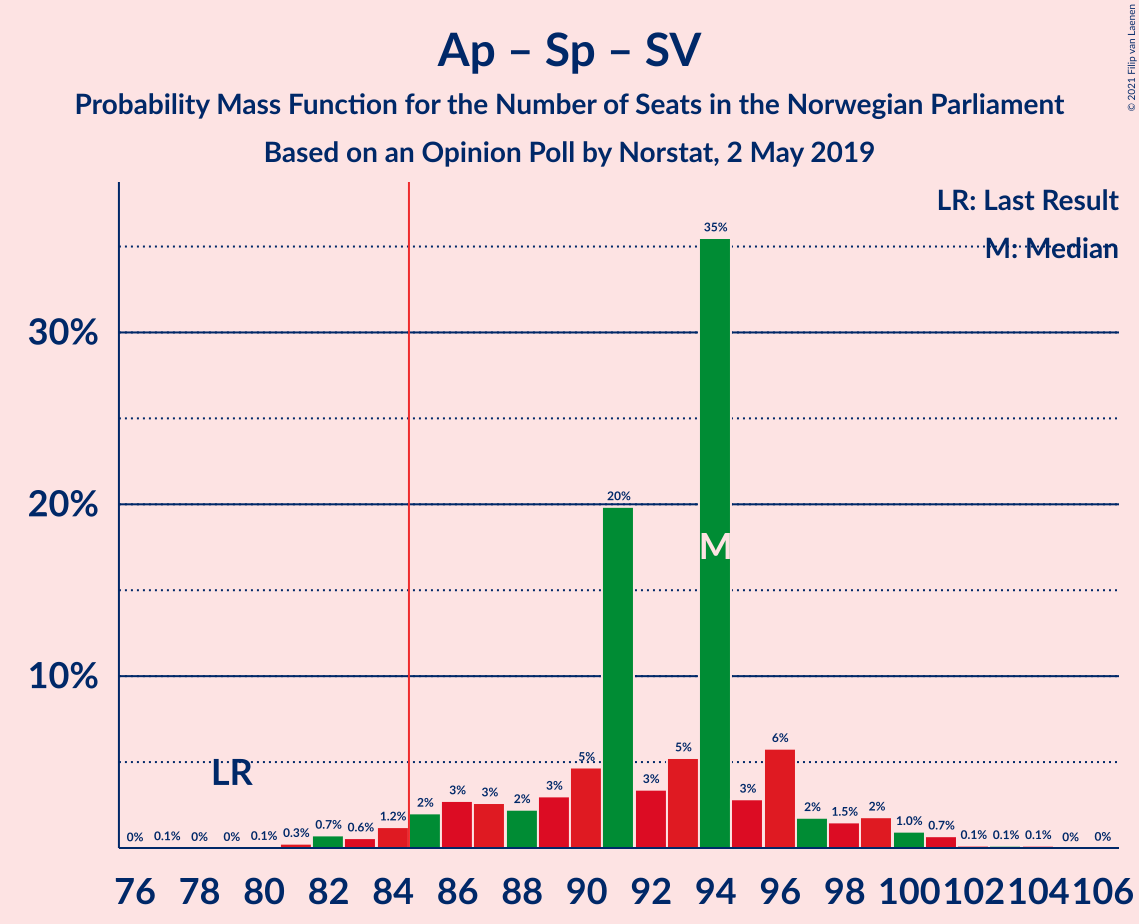 Ap – Sp – SV
Probability Mass Function for the Number of Seats in the Norwegian Parliament
Based on an Opinion Poll by Norstat, 2 May 2019
© 2021 Filip van Laenen
LR: Last Result
M: Median
30%
20%
10%
LR
M
0% 0.1% 0% 0% 0.1% 0.3% 0.7% 0.6% 1.2% 2% 3% 3% 2% 3% 5% 20% 3% 5% 35% 3% 6% 2% 1.5% 2% 1.0% 0.7% 0.1% 0.1% 0.1% 0% 0%
76 78 80 82 84 86 88 90 92 94 96 98 100 102 104 106